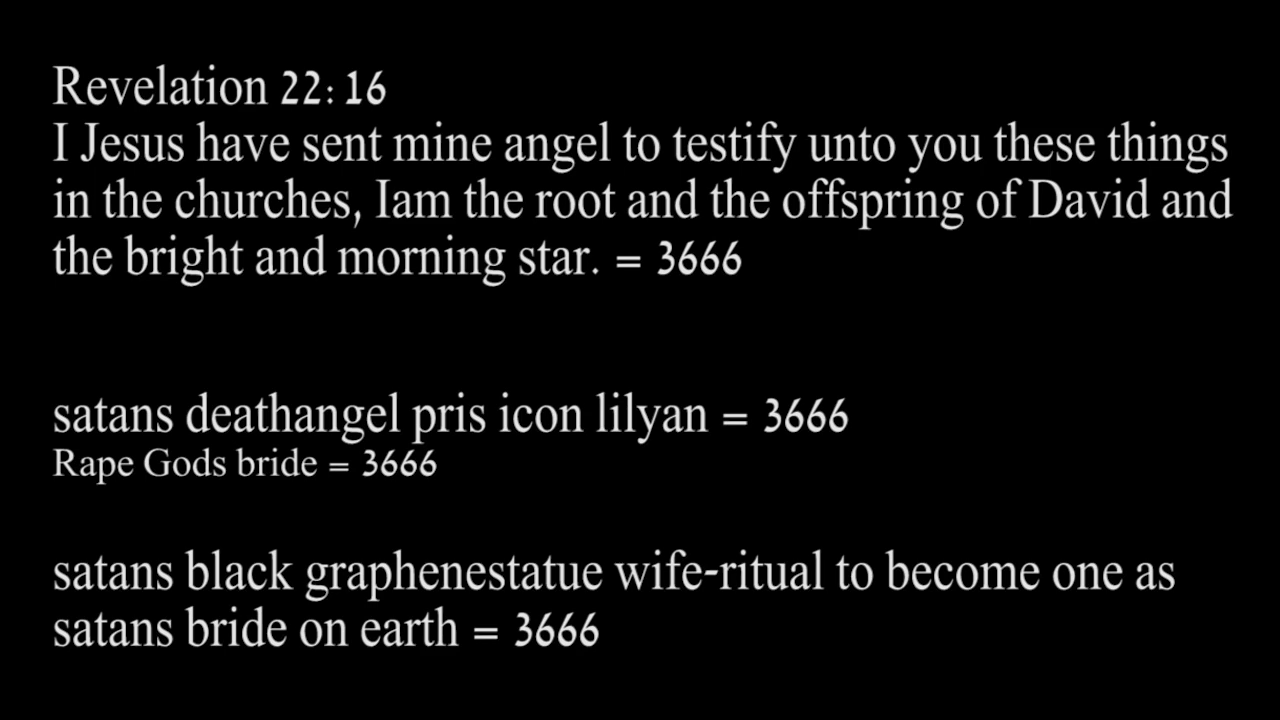 Revelation 22:16
I Jesus have sent mine angel to testify unto you these things
in the churches, Iam the root and the offspring of David and
the bright and morning star. = 3666
satans deathangel pris icon lilyan = 3666
Rape Gods bride = 3666
satans black graphenestatue wife-ritual to become one as
satans bride on earth = 3666